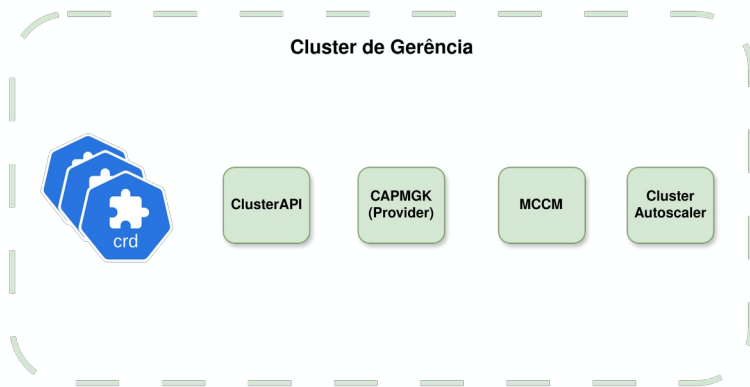 Cluster de Gerência
crd
ClusterAPI
CAPMGK
(Provider)
MCCM
Cluster
Autoscaler